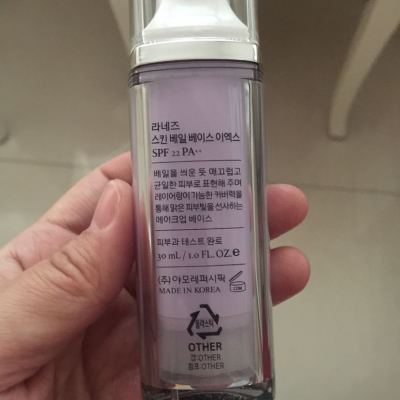 라네즈
스킨 베일 베이스 이엑스
SPF 22 PA++
베일을 씌운 듯 매끄럽고
균일한 피부로 표현해 주며
레이어링이 가능한 커버력을
통해 맑은 피부빛을 선사하는
메이크업 베이스
피부과 테스트 완료
30 mL / 1.0 FL. OZ. e
(주) 아모레퍼시픽
MADE IN KOREA
12M
플라스틱
OTHER
캡:OTHER
펌프:OTHER